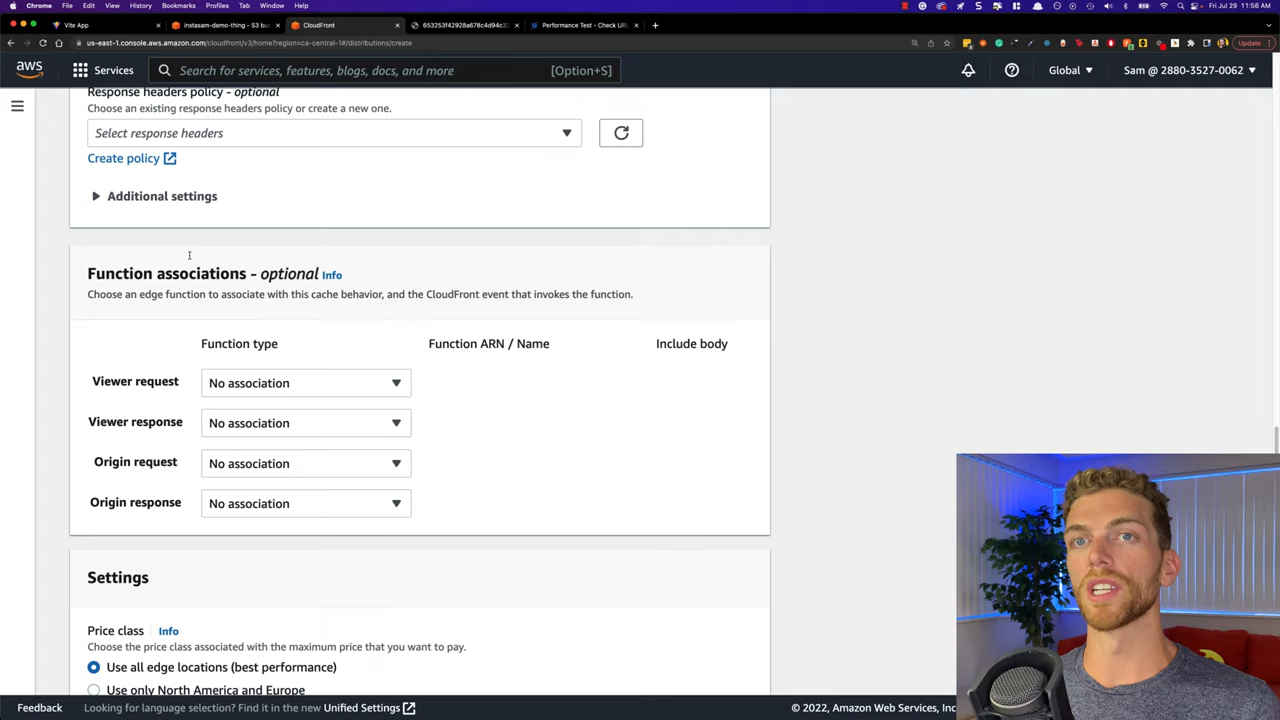 Chrome File Edit View History Bookmarks Profiles Tab Window Help
Fri Jul 29 11:56 AM
Vite App
instasam-demo-thing - S3 bu
CloudFront
653253f42928a678c4d94c32
Performance Test - Check URL
us-east-1.console.aws.amazon.com/cloudfront/v3/home?region=ca-central-1#/distributions/create
Update
aws
Services
Search for services, features, blogs, docs, and more
[Option+S]
Global
Sam @ 2880-3527-0062
Response headers policy - optional
Choose an existing response headers policy or create a new one.
Select response headers
Create policy
Additional settings
Function associations - optional Info
Choose an edge function to associate with this cache behavior, and the CloudFront event that invokes the function.
Function type Function ARN / Name Include body
Viewer request No association
Viewer response No association
Origin request No association
Origin response No association
Settings
Price class Info
Choose the price class associated with the maximum price that you want to pay.
Use all edge locations (best performance)
Use only North America and Europe
Feedback
Looking for language selection? Find it in the new Unified Settings
© 2022, Amazon Web Services, Inc